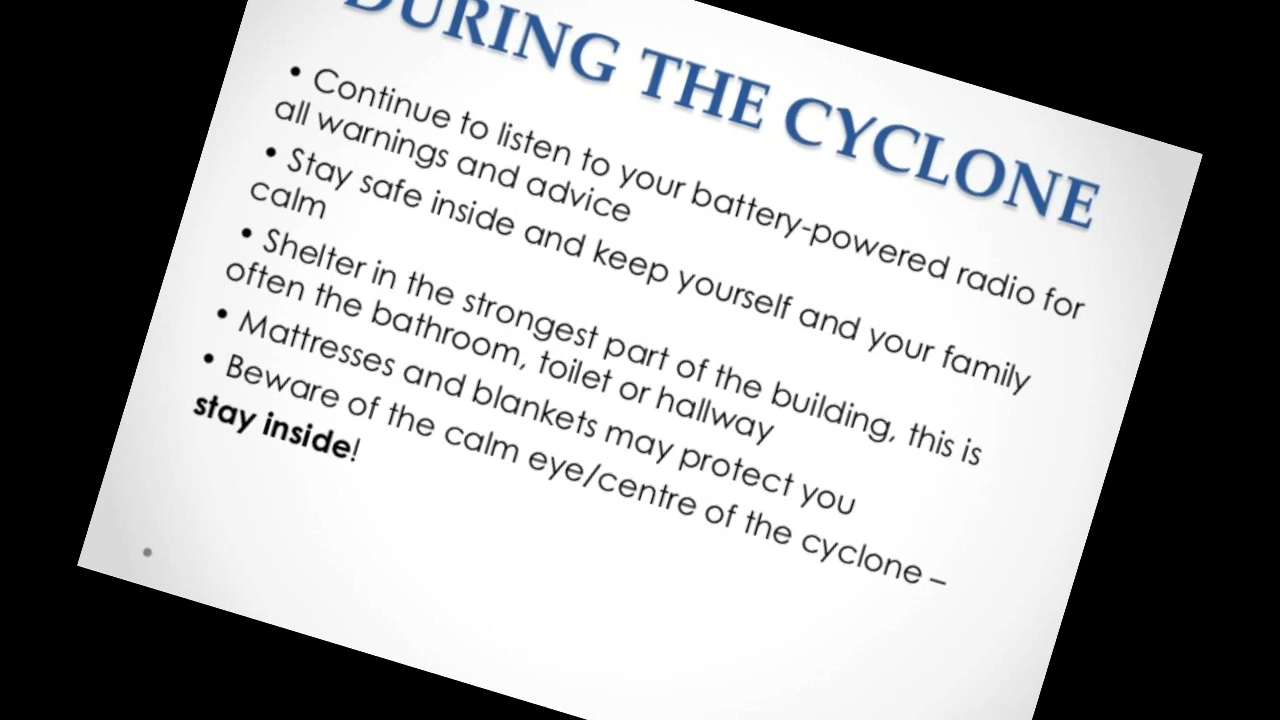 DURING THE CYCLONE
• Continue to listen to your battery-powered radio for
all warnings and advice
• Stay safe inside and keep yourself and your family
calm
• Shelter in the strongest part of the building, this is
often the bathroom, toilet or hallway
• Mattresses and blankets may protect you
• Beware of the calm eye/centre of the cyclone –
stay inside!